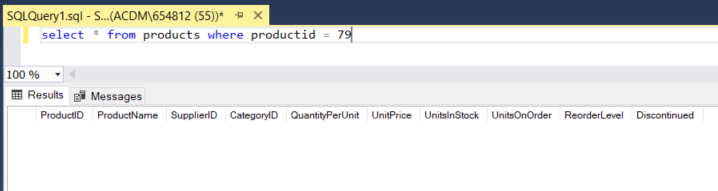 SQLQuery1.sql - S...(ACDM\654812 (55))*
select * from products where productid = 79
100 %
Results Messages
ProductID ProductName SupplierID CategoryID QuantityPerUnit UnitPrice UnitsInStock UnitsOnOrder ReorderLevel Discontinued